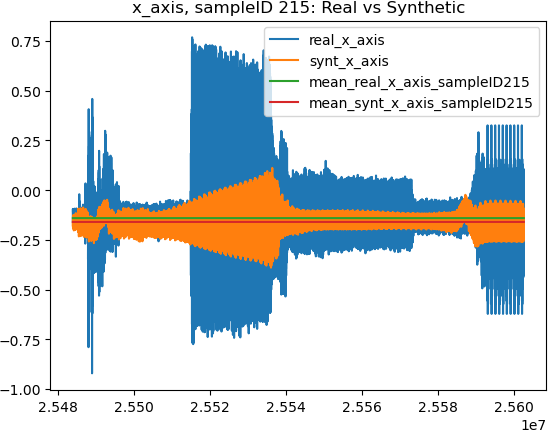 x_axis, sampleID 215: Real vs Synthetic
real_x_axis
synt_x_axis
mean_real_x_axis_sampleID215
mean_synt_x_axis_sampleID215
0.75
0.50
0.25
0.00
−0.25
−0.50
−0.75
−1.00
2.548 2.550 2.552 2.554 2.556 2.558 2.560
1e7